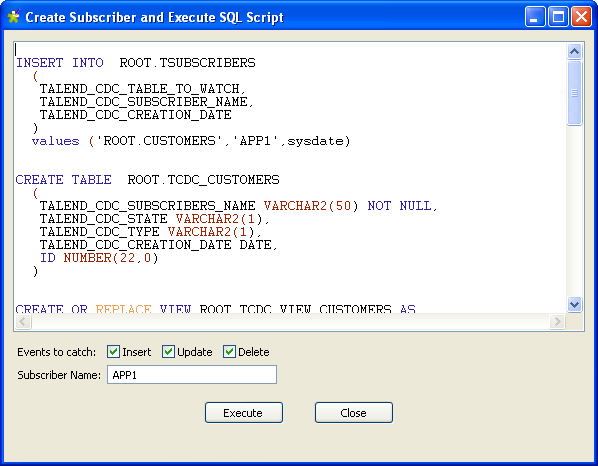 Create Subscriber and Execute SQL Script
INSERT INTO ROOT.TSUBSCRIBERS
(
TALEND_CDC_TABLE_TO_WATCH,
TALEND_CDC_SUBSCRIBER_NAME,
TALEND_CDC_CREATION_DATE
)
values ('ROOT.CUSTOMERS','APP1',sysdate)
CREATE TABLE ROOT.TCDC_CUSTOMERS
(
TALEND_CDC_SUBSCRIBERS_NAME VARCHAR2(50) NOT NULL,
TALEND_CDC_STATE VARCHAR2(1),
TALEND_CDC_TYPE VARCHAR2(1),
TALEND_CDC_CREATION_DATE DATE,
ID NUMBER(22,0)
)
CREATE OR REPLACE VIEW ROOT.TCDC_VIEW_CUSTOMERS AS
Events to catch: Insert Update Delete
Subscriber Name: APP1
Execute Close